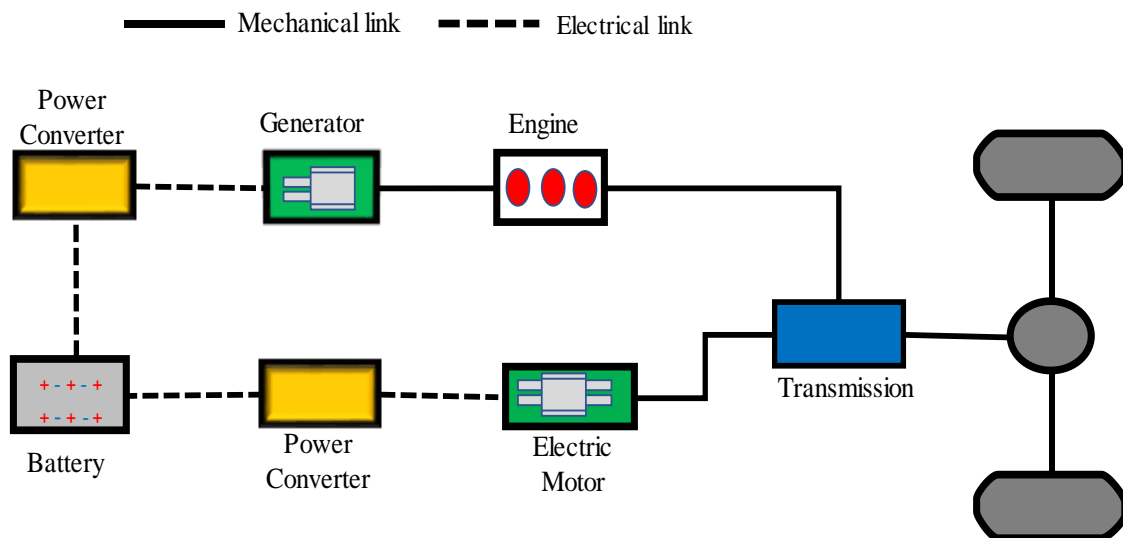 Mechanical link
Electrical link
Power
Converter
Generator
Engine
Transmission
+-+-+
+-+-+
Battery
Power
Converter
Electric
Motor